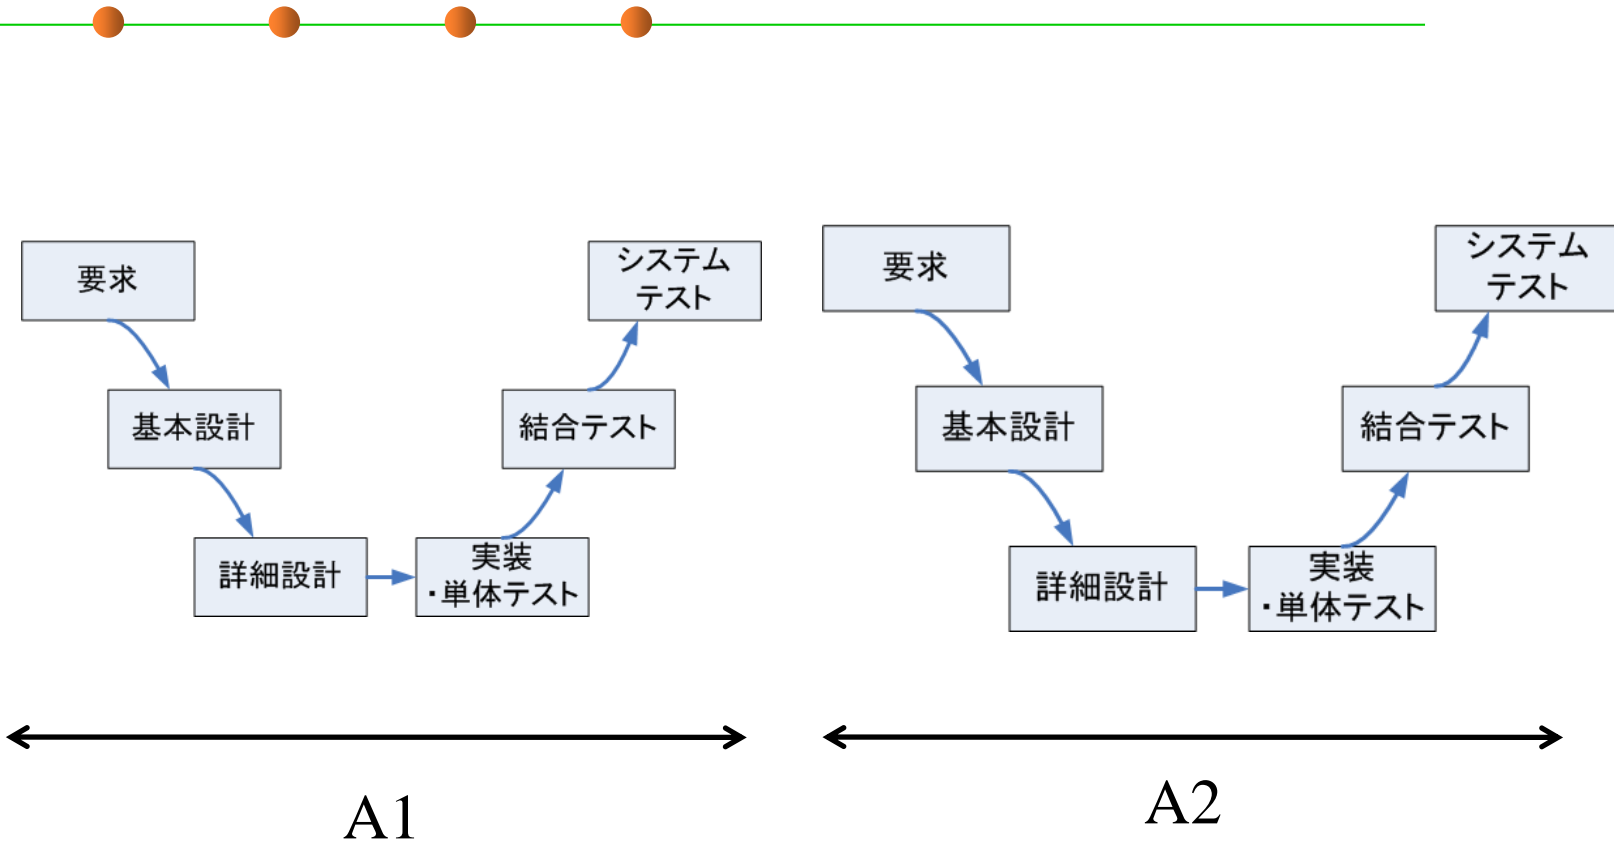 要求
基本設計
詳細設計
実装
・単体テスト
結合テスト
システム
テスト
A1
要求
基本設計
詳細設計
実装
・単体テスト
結合テスト
システム
テスト
A2